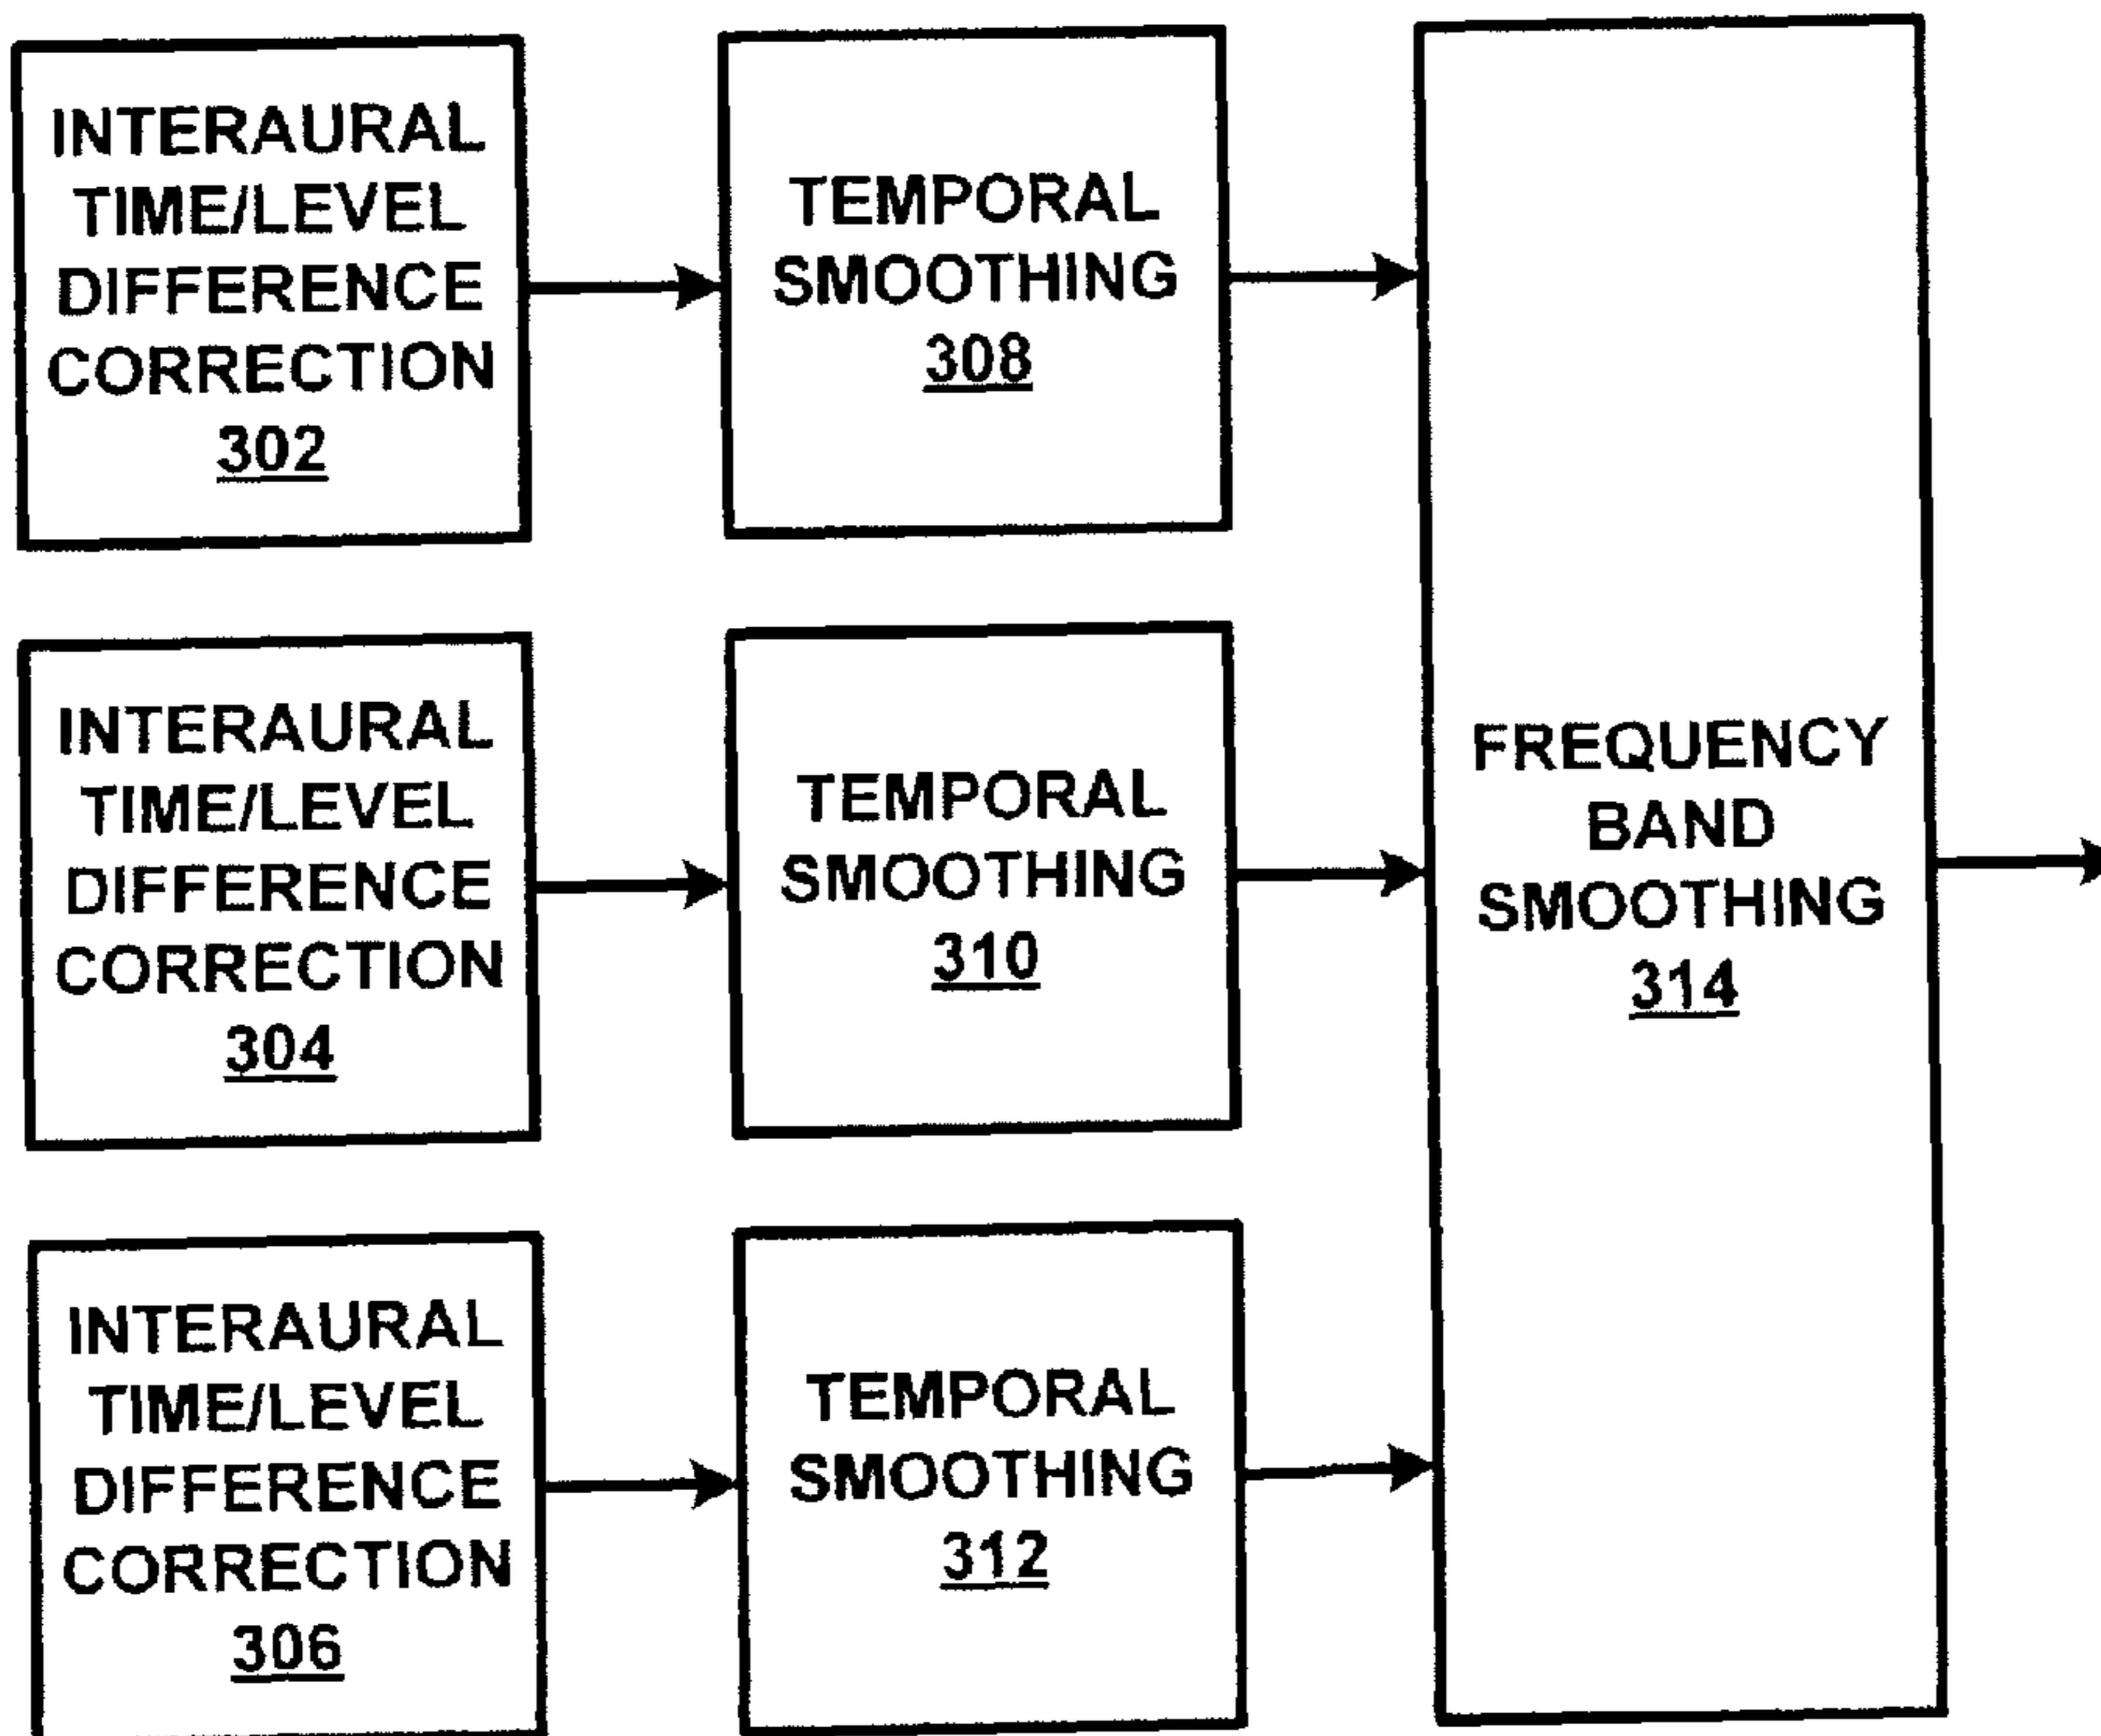 INTERAURAL
TIME/LEVEL
DIFFERENCE
CORRECTION
302
TEMPORAL
SMOOTHING
308
INTERAURAL
TIME/LEVEL
DIFFERENCE
CORRECTION
304
TEMPORAL
SMOOTHING
310
FREQUENCY
BAND
SMOOTHING
314
INTERAURAL
TIME/LEVEL
DIFFERENCE
CORRECTION
306
TEMPORAL
SMOOTHING
312